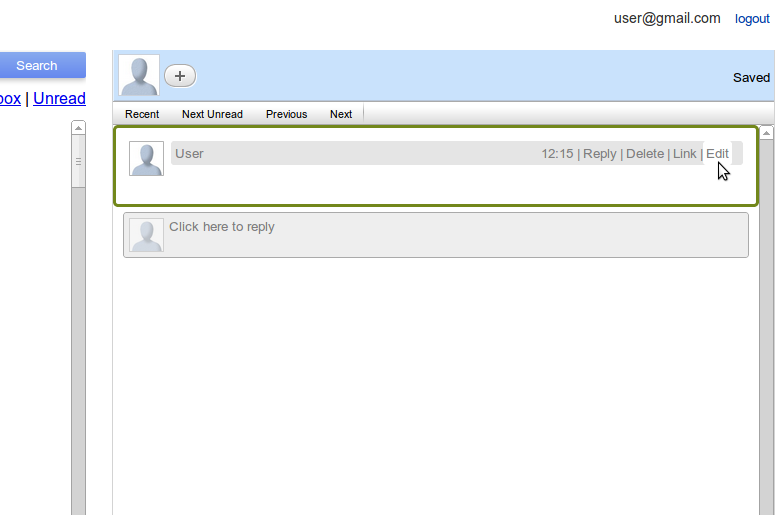 user@gmail.com logout
Search
Saved
box | Unread
Recent Next Unread Previous Next
User 12:15 | Reply | Delete | Link | Edit
Click here to reply